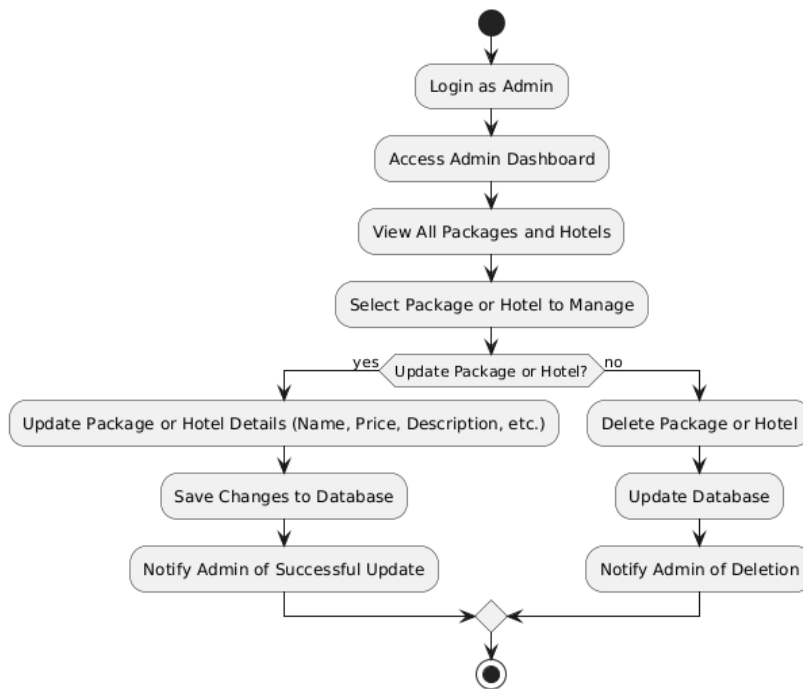 Login as Admin
Access Admin Dashboard
View All Packages and Hotels
Select Package or Hotel to Manage
yes
Update Package or Hotel?
no
Update Package or Hotel Details (Name, Price, Description, etc.)
Delete Package or Hotel
Save Changes to Database
Update Database
Notify Admin of Successful Update
Notify Admin of Deletion